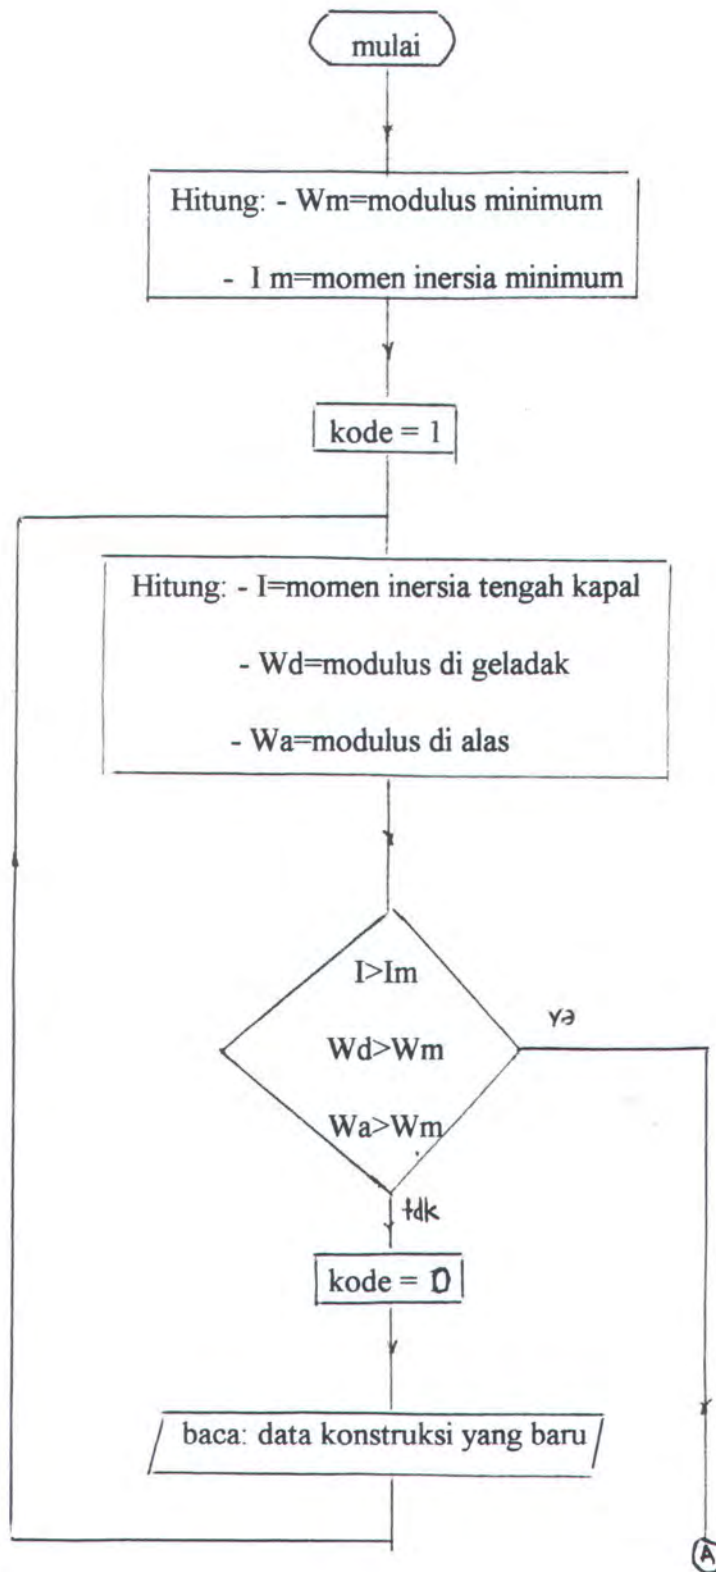 mulai
Hitung: - Wm=modulus minimum
- I m=momen inersia minimum
kode = 1
Hitung: - I=momen inersia tengah kapal
- Wd=modulus di geladak
- Wa=modulus di alas
I>Im
ya
Wd>Wm
Wa>Wm
tdk
kode = 0
baca: data konstruksi yang baru
A